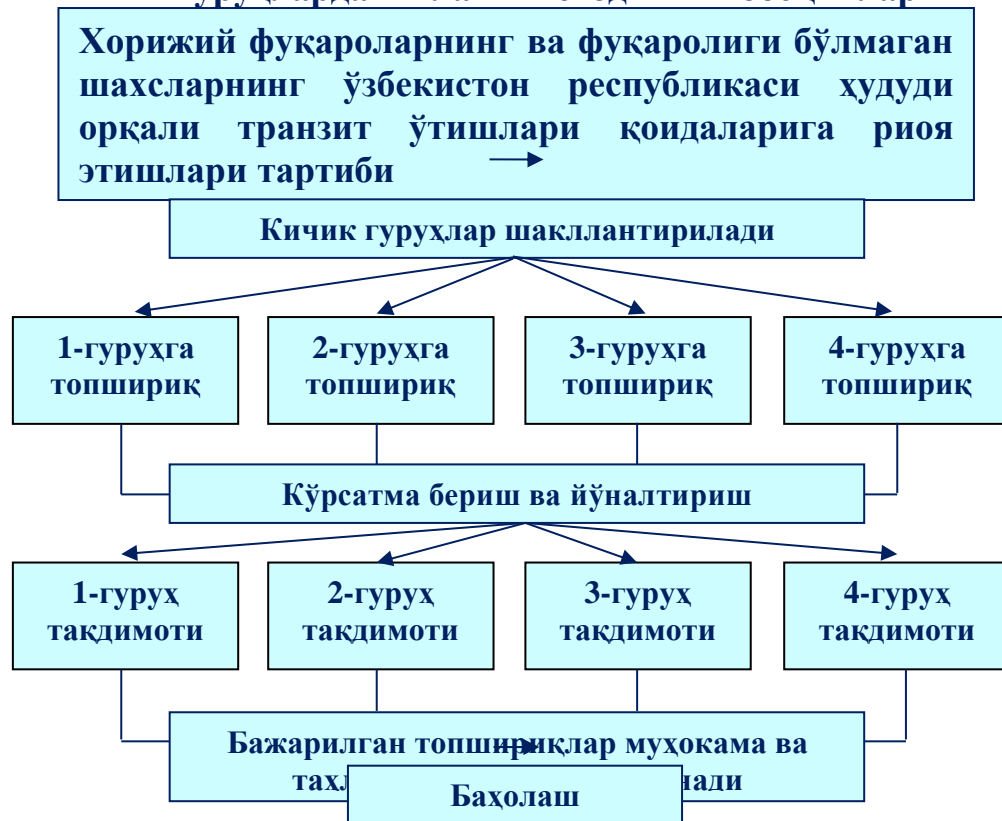 Хорижий фуқароларнинг ва фуқаролиги бўлмаган
шахсларнинг ўзбекистон республикаси ҳудуди
орқали транзит ўтишлари қоидаларига риоя
этишлари тартиби
Кичик гуруҳлар шакллантирилади
1-гуруҳга топшириқ
2-гуруҳга топшириқ
3-гуруҳга топшириқ
4-гуруҳга топшириқ
Кўрсатма бериш ва йўналтириш
1-гуруҳ тақдимоти
2-гуруҳ тақдимоти
3-гуруҳ тақдимоти
4-гуруҳ тақдимоти
Бажарилган топшириқлар муҳокама ва
Баҳолаш